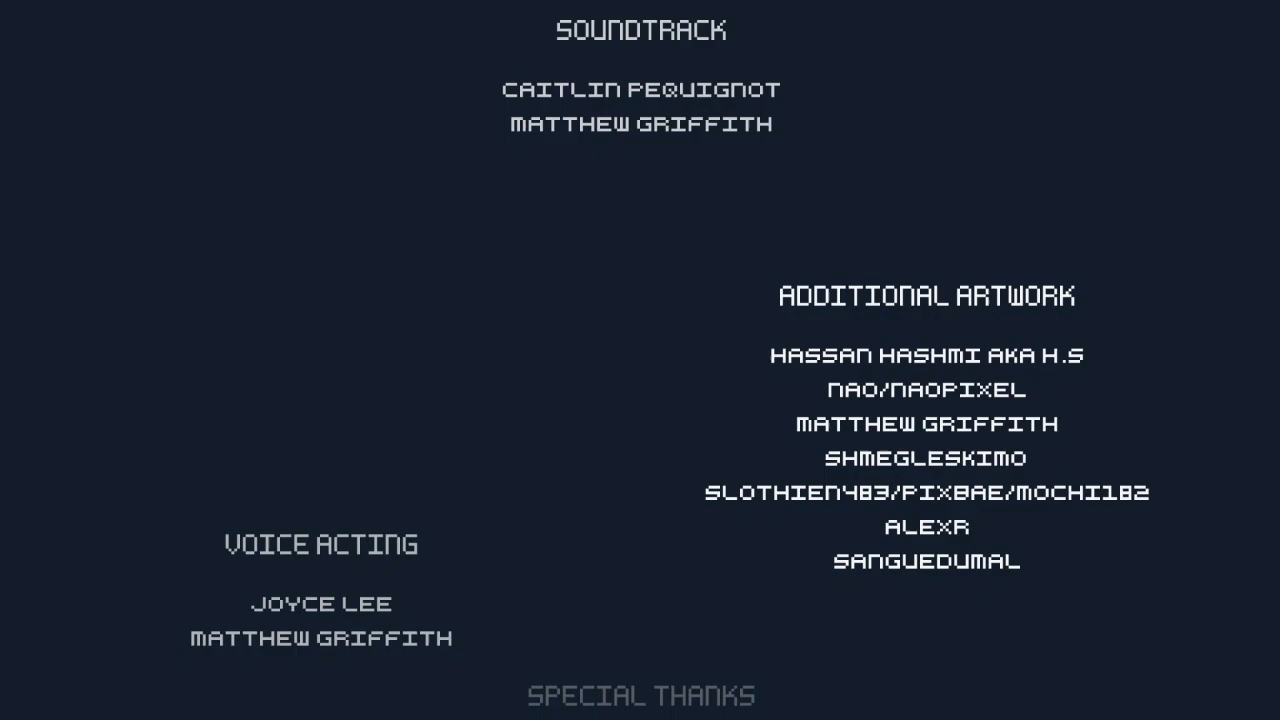 SOUNDTRACK
CAITLIN PEQUIGNOT
MATTHEW GRIFFITH
ADDITIONAL ARTWORK
HASSAN HASHMI AKA H.S
NAO/NAOPIXEL
MATTHEW GRIFFITH
SHMEGLESKIMO
SLOTHIEN483/PIXBAE/MOCHI182
ALEXR
SANGUEDUMAL
VOICE ACTING
JOYCE LEE
MATTHEW GRIFFITH
SPECIAL THANKS